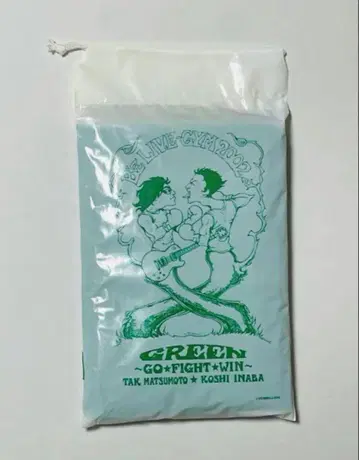 B'z LIVE-GYM 2002
GREEN
~GO★FIGHT★WIN~
TAK MATSUMOTO ★ KOSHI INABA